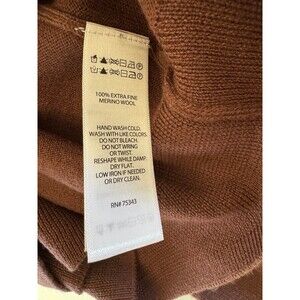 100% EXTRA FINE
MERINO WOOL
HAND WASH COLD.
WASH WITH LIKE COLORS.
DO NOT BLEACH.
DO NOT WRING
OR TWIST.
RESHAPE WHILE DAMP.
DRY FLAT.
LOW IRON IF NEEDED
OR DRY CLEAN.
RN# 75343